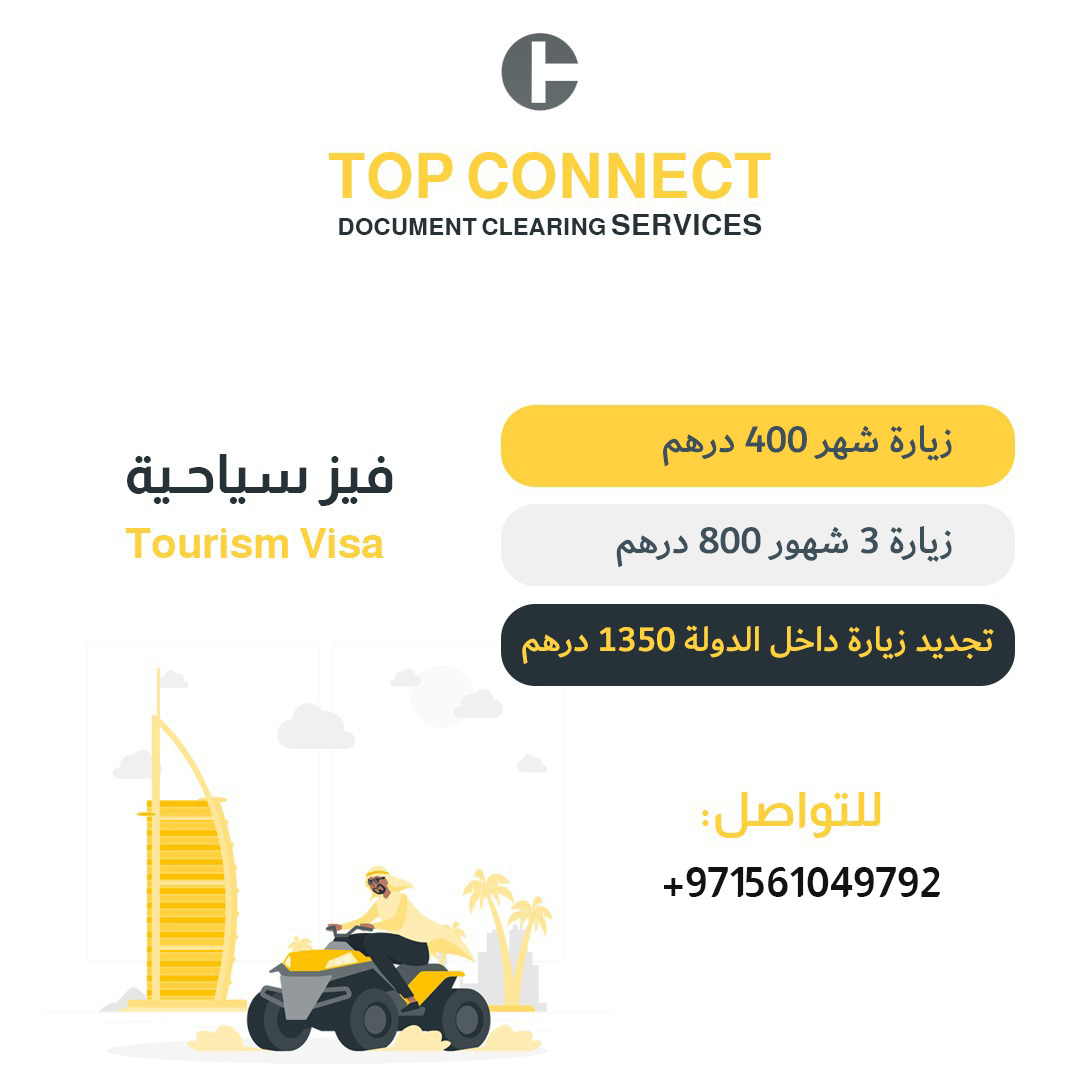 TOP CONNECT
DOCUMENT CLEARING SERVICES
فيز سياحية
Tourism Visa
زيارة شهر 400 درهم
زيارة 3 شهور 800 درهم
تجديد زيارة داخل الدولة 1350 درهم
للتواصل:
+971561049792